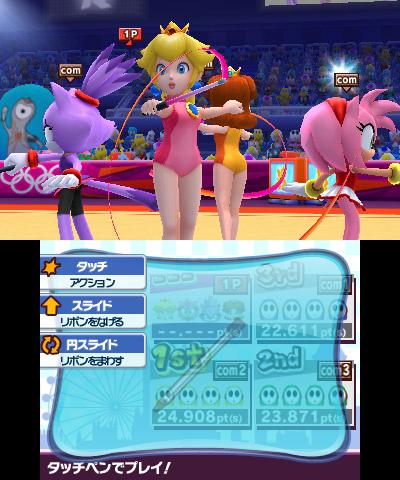 com
1P
com
タッチ
アクション
スライド
リボンをなげる
円スライド
リボンをまわす
1P
--.---pt(s)
3rd
com1
22.611pt(s)
1st
com2
24.908pt(s)
2nd
com3
23.871pt(s)
タッチペンでプレイ!